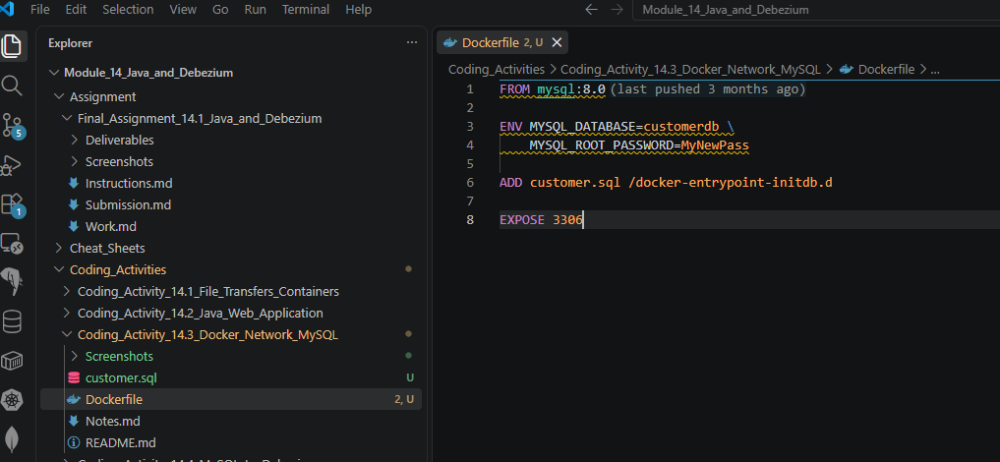 File Edit Selection View Go Run Terminal Help
Module_14_Java_and_Debezium
Explorer
Module_14_Java_and_Debezium
Assignment
Final_Assignment_14.1_Java_and_Debezium
Deliverables
Screenshots
Instructions.md
Submission.md
Work.md
Cheat_Sheets
Coding_Activities
Coding_Activity_14.1_File_Transfers_Containers
Coding_Activity_14.2_Java_Web_Application
Coding_Activity_14.3_Docker_Network_MySQL
Screenshots
customer.sql U
Dockerfile 2, U
Notes.md
README.md
5
1
Dockerfile 2, U
Coding_Activities > Coding_Activity_14.3_Docker_Network_MySQL > Dockerfile > ...
1 FROM mysql:8.0 (last pushed 3 months ago)
2
3 ENV MYSQL_DATABASE=customerdb \
4     MYSQL_ROOT_PASSWORD=MyNewPass
5
6 ADD customer.sql /docker-entrypoint-initdb.d
7
8 EXPOSE 3306